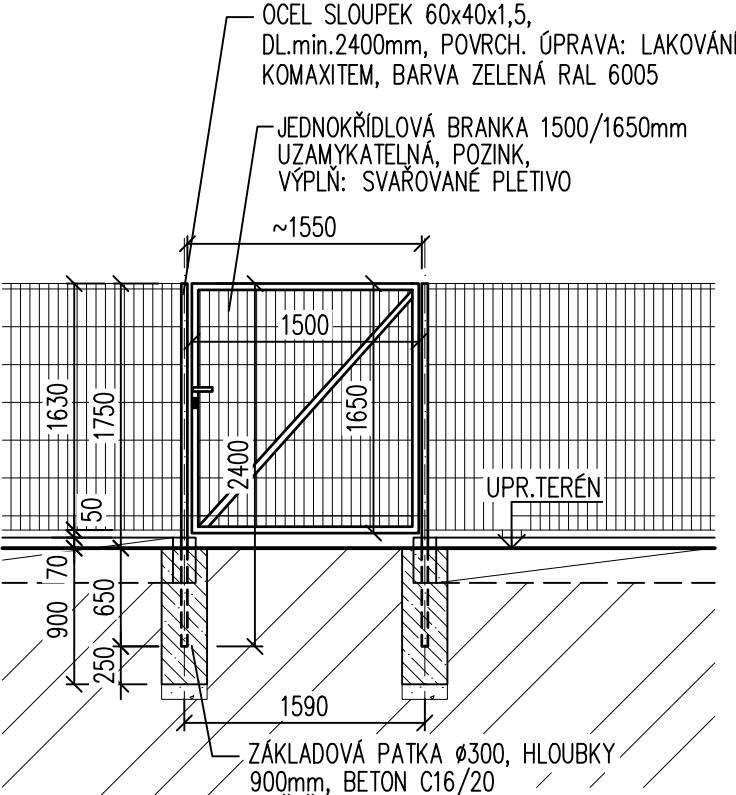 OCEL SLOUPEK 60x40x1,5,
DL.min.2400mm, POVRCH. ÚPRAVA: LAKOVÁNÍ
KOMAXITEM, BARVA ZELENÁ RAL 6005
JEDNOKŘÍDLOVÁ BRANKA 1500/1650mm
UZAMYKATELNÁ, POZINK,
VÝPLŇ: SVAŘOVANÉ PLETIVO
~1550
1500
1630
1750
1650
2400
50
UPR.TERÉN
70
650
900
250
1590
ZÁKLADOVÁ PATKA ø300, HLOUBKY
900mm, BETON C16/20